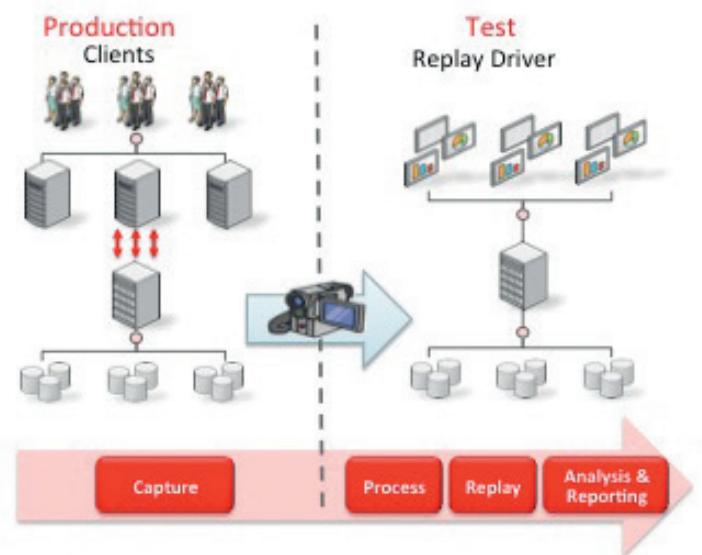 Production
Clients
Test
Replay Driver
Capture
Process
Replay
Analysis &
Reporting